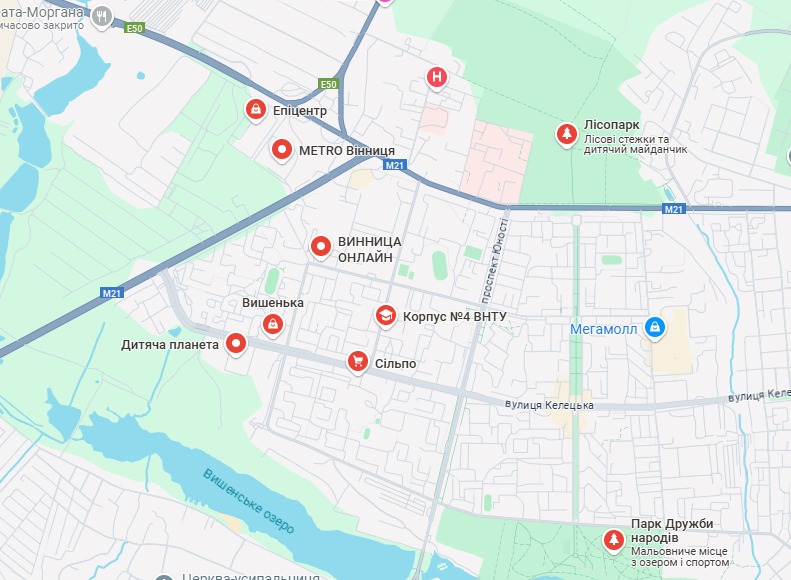 ата-Моргана
мчасово закрито
E50
E50
Епіцентр
METRO Вінниця
M21
Лісопарк
Лісові стежки та
дитячий майданчик
M21
ВИННИЦА
ОНЛАЙН
проспект Юності
M21
Вишенька
Корпус №4 ВНТУ
Мегамолл
Дитяча планета
Сільпо
вулиця Келецька
вулиця Келе
Вишенське озеро
Парк Дружби
народів
Мальовниче місце
з озером і спортом
Церква-усипальниця